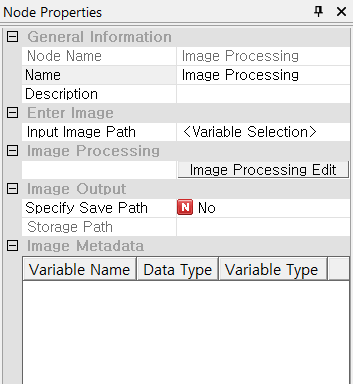 Node Properties
General Information
Node Name Image Processing
Name Image Processing
Description
Enter Image
Input Image Path <Variable Selection>
Image Processing
Image Processing Edit
Image Output
Specify Save Path N No
Storage Path
Image Metadata
Variable Name Data Type Variable Type